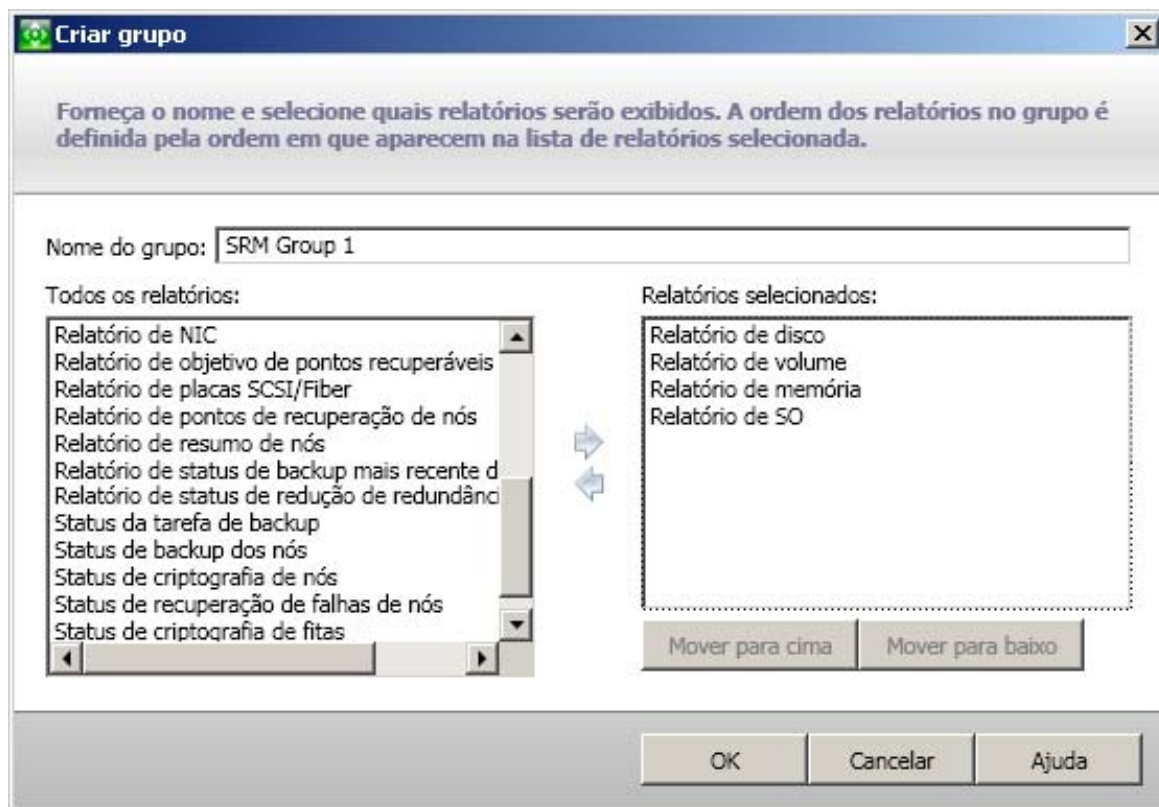 Criar grupo
Forneça o nome e selecione quais relatórios serão exibidos. A ordem dos relatórios no grupo é
definida pela ordem em que aparecem na lista de relatórios selecionada.
Nome do grupo: SRM Group 1
Todos os relatórios:
Relatório de NIC
Relatório de objetivo de pontos recuperáveis
Relatório de placas SCSI/Fiber
Relatório de pontos de recuperação de nós
Relatório de resumo de nós
Relatório de status de backup mais recente d
Relatório de status de redução de redundânci
Status da tarefa de backup
Status de backup dos nós
Status de criptografia de nós
Status de recuperação de falhas de nós
Status de criptografia de fitas
Relatórios selecionados:
Relatório de disco
Relatório de volume
Relatório de memória
Relatório de SO
Mover para cima
Mover para baixo
OK
Cancelar
Ajuda